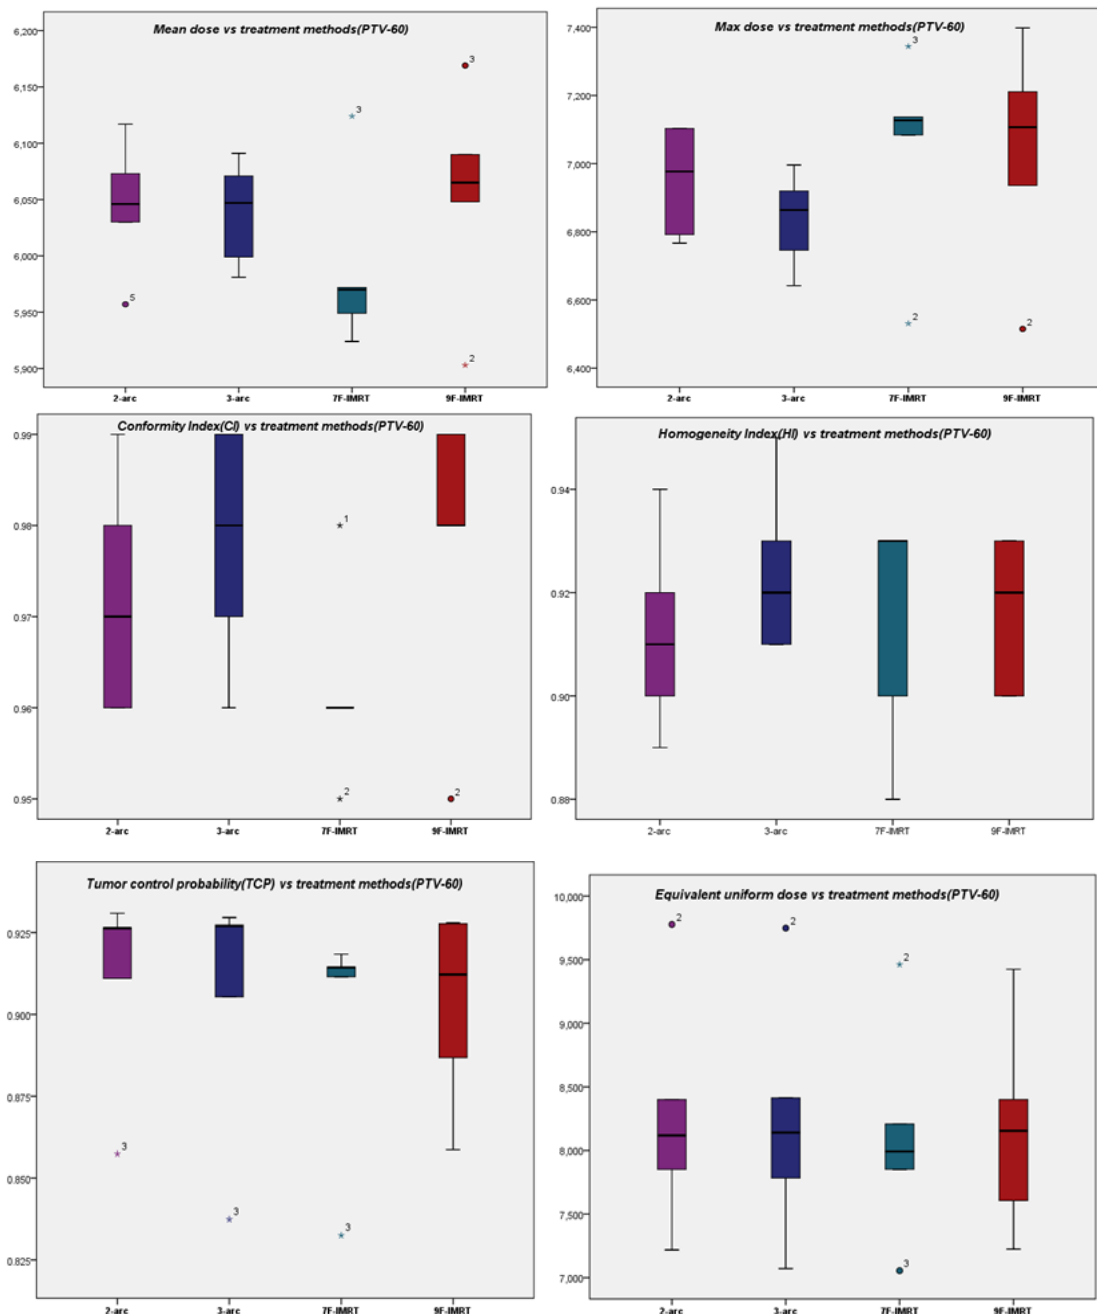 Mean dose vs treatment methods(PTV-60)
6,200
6,150
6,100
6,050
6,000
5,950
5,900
5
3
3
2
2-arc
3-arc
7F-IMRT
9F-IMRT
Max dose vs treatment methods(PTV-60)
7,400
7,200
7,000
6,800
6,600
6,400
3
2
2
2-arc
3-arc
7F-IMRT
9F-IMRT
Conformity Index(CI) vs treatment methods(PTV-60)
0.99
0.98
0.97
0.96
0.95
1
2
2
2-arc
3-arc
7F-IMRT
9F-IMRT
Homogeneity Index(HI) vs treatment methods(PTV-60)
0.94
0.92
0.90
0.88
2-arc
3-arc
7F-IMRT
9F-IMRT
Tumor control probability(TCP) vs treatment methods(PTV-60)
0.925
0.900
0.875
0.850
0.825
3
3
3
2-arc
3-arc
7F-IMRT
9F-IMRT
Equivalent uniform dose vs treatment methods(PTV-60)
10,000
9,500
9,000
8,500
8,000
7,500
7,000
2
2
2
3
2-arc
3-arc
7F-IMRT
9F-IMRT